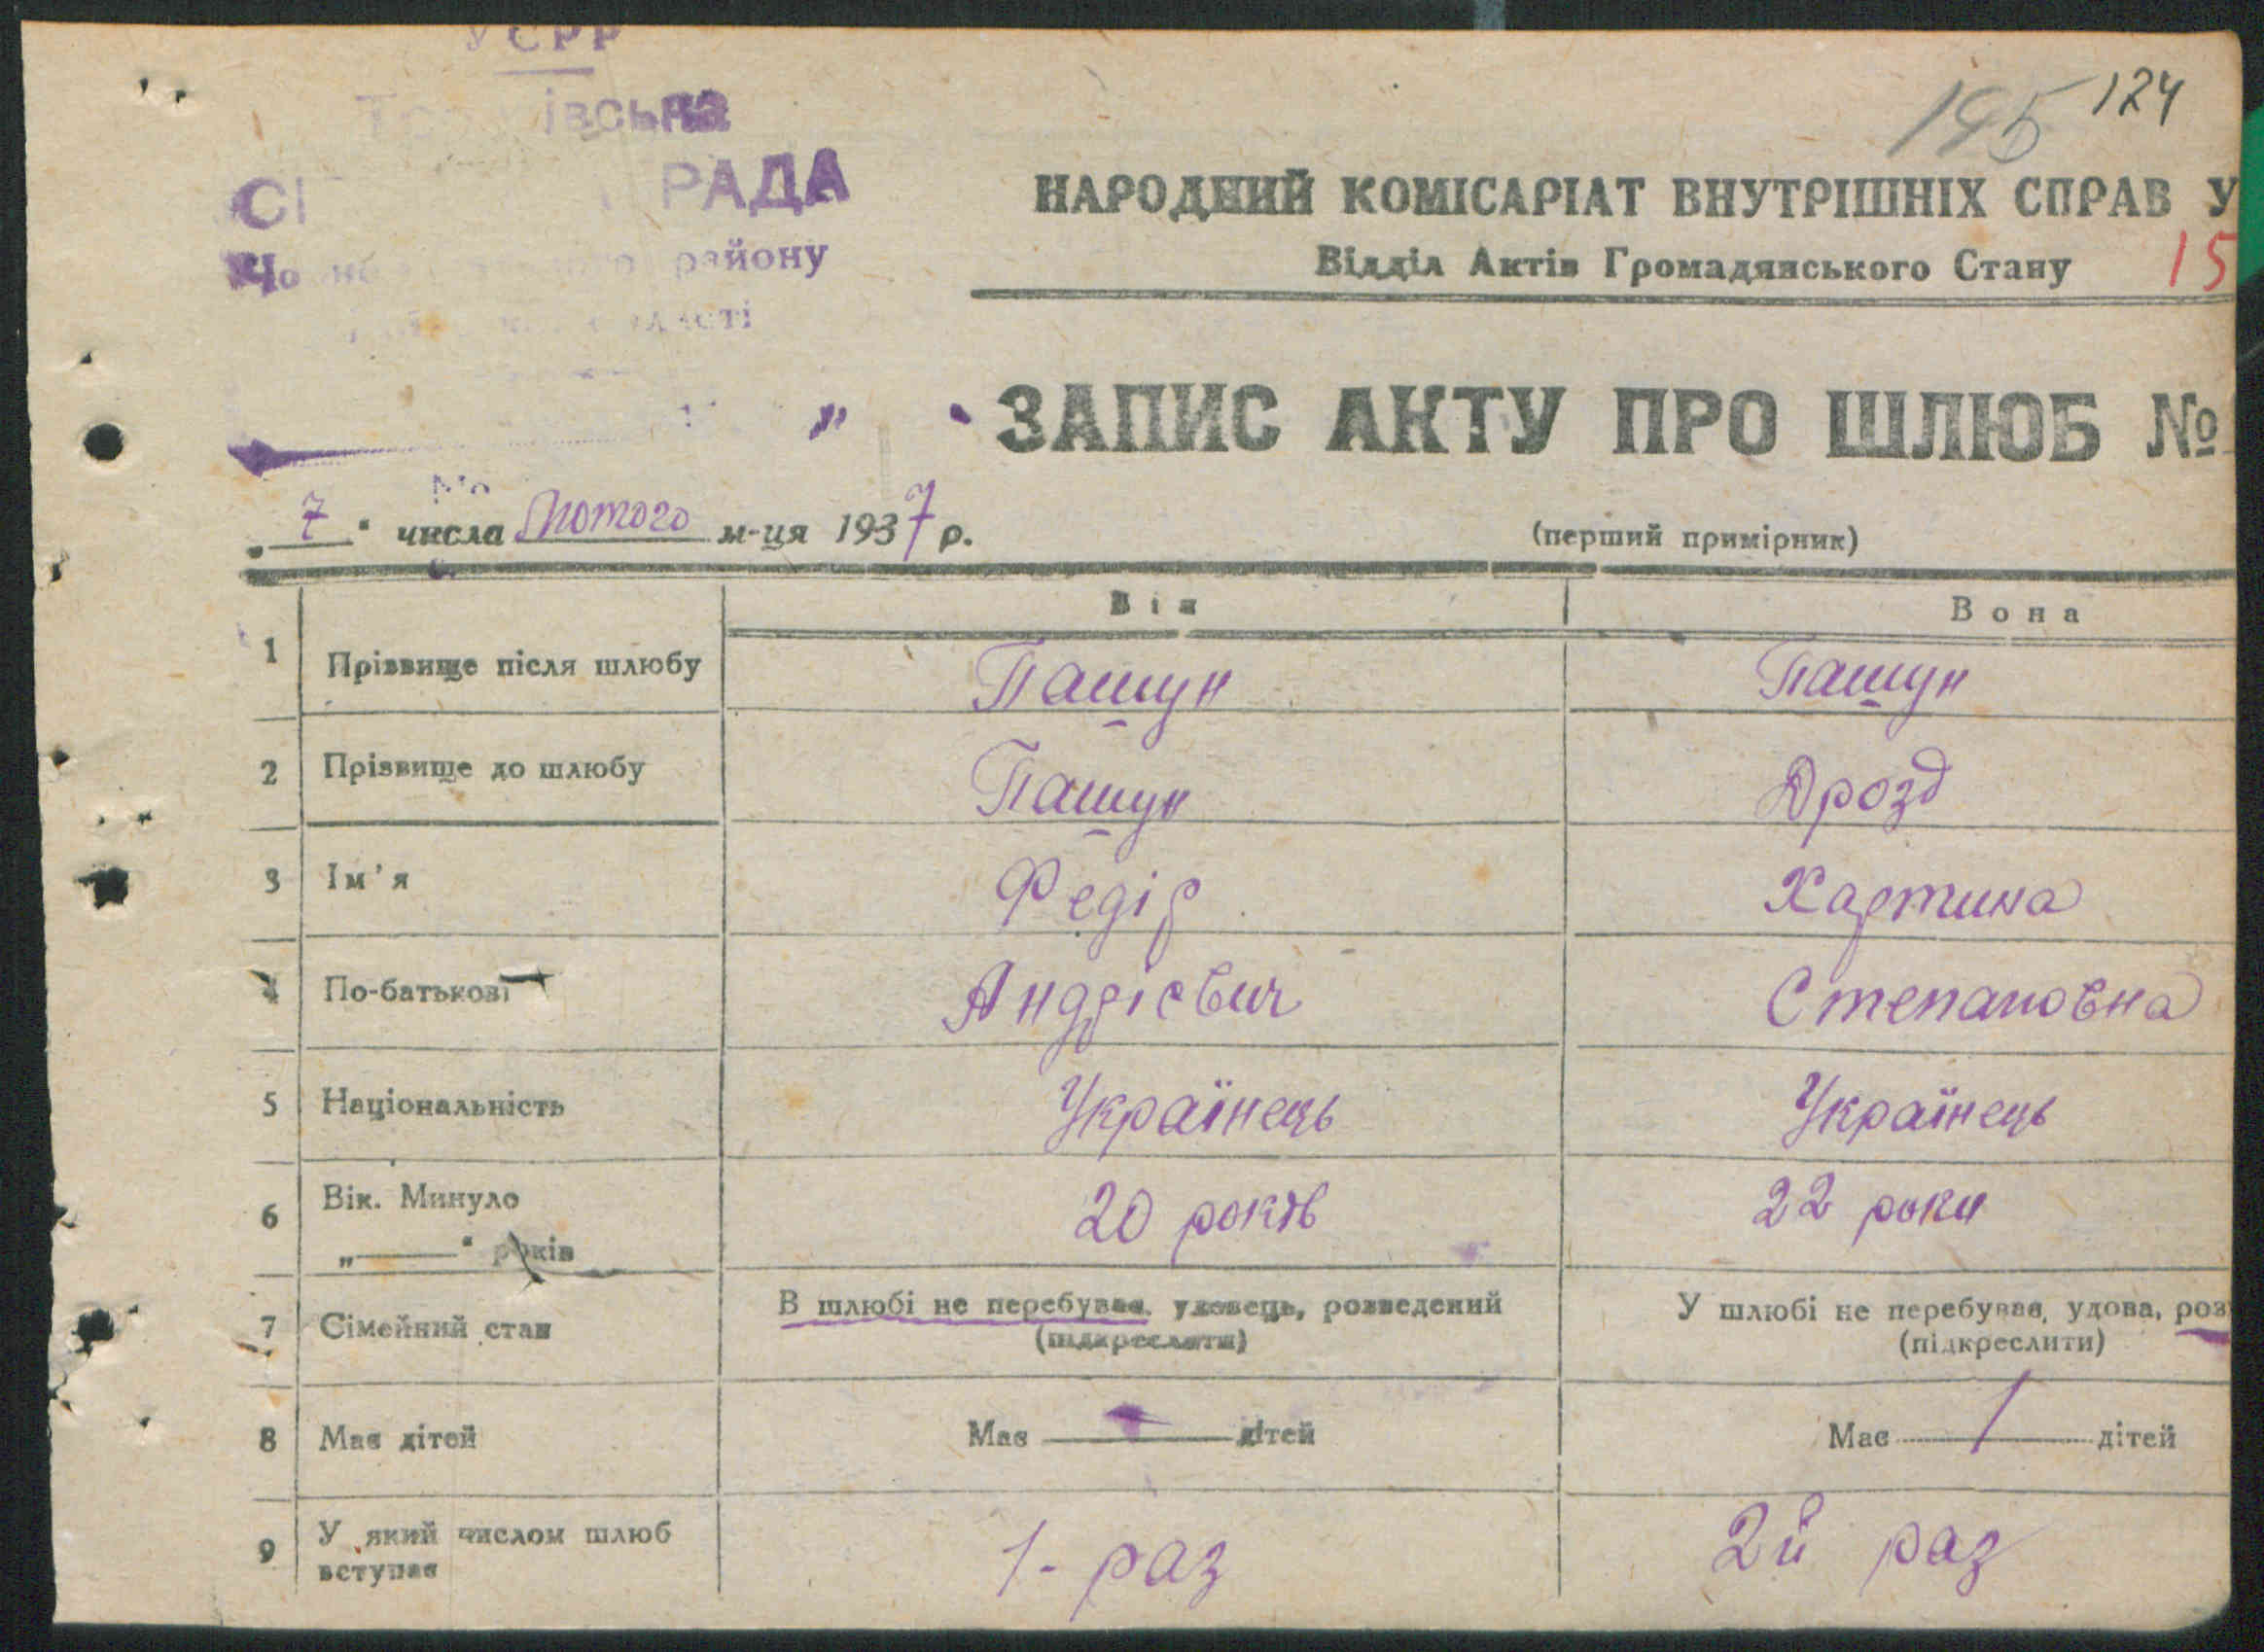 УСРР
РАДА
району
НАРОДНИЙ КОМІСАРІАТ ВНУТРІШНІХ СПРАВ У
Відділ Актів Громадянського Стану
15
124
195
ЗАПИС АКТУ ПРО ШЛЮБ №
„ 7 " числа Лютого м-ця 1937 р.
(перший примірник)
Він Вона
1 Прізвище після шлюбу Пашун Пашун
2 Прізвище до шлюбу Пашун Дрозд
3 Ім'я Федір Хартина
4 По-батькові Андрієвич Степановна
5 Національність Українець Українець
6 Вік. Минуло 20 років 22 роки
„ " років
7 Сімейний стан В шлюбі не перебував, удовець, розведений У шлюбі не перебував, удова, роз
(підкреслити) (підкреслити)
8 Має дітей Має дітей Має 1 дітей
9 У який числом шлюб 1- раз 2й раз
вступає